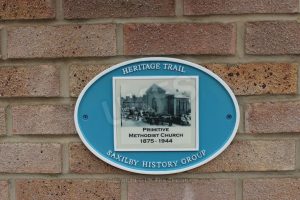 HERITAGE TRAIL
PRIMITIVE
METHODIST CHURCH
1875 - 1944
SAXILBY HISTORY GROUP